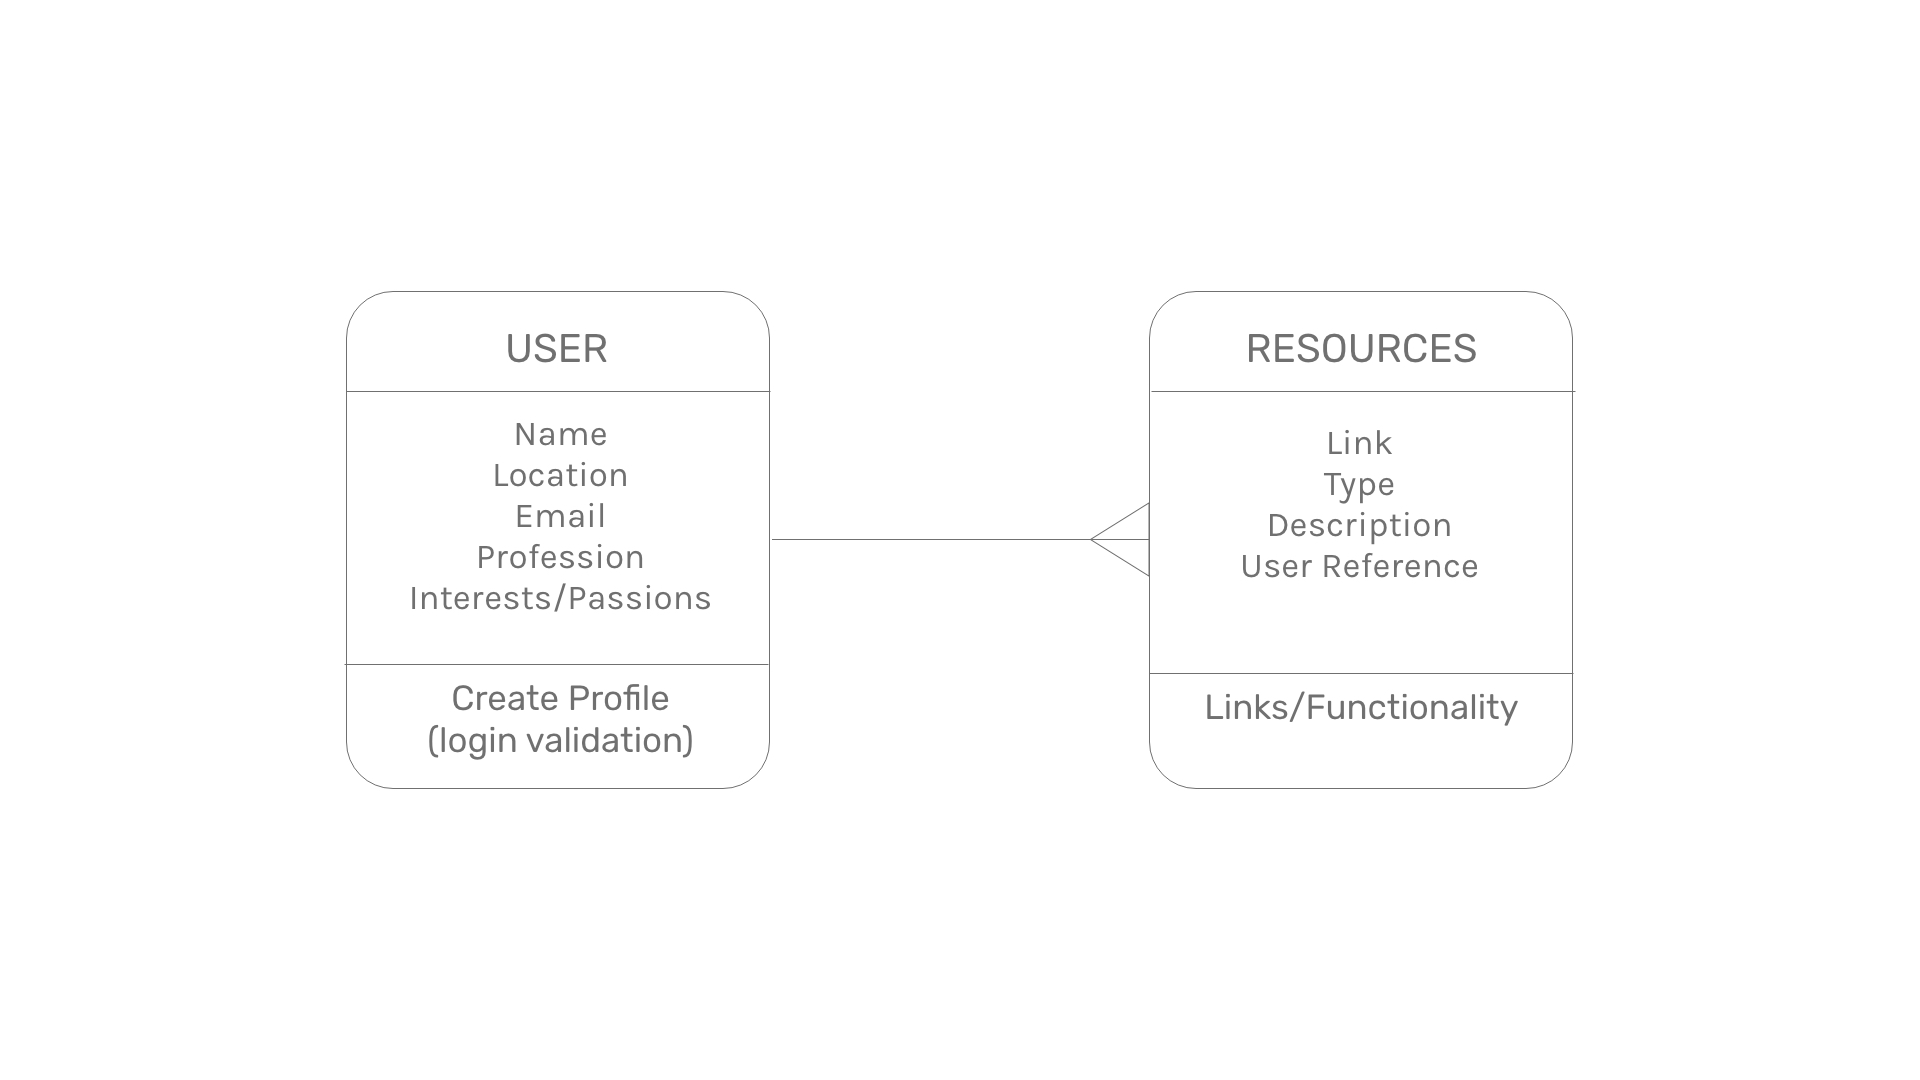 USER
Name
Location
Email
Profession
Interests/Passions
Create Profile
(login validation)
RESOURCES
Link
Type
Description
User Reference
Links/Functionality